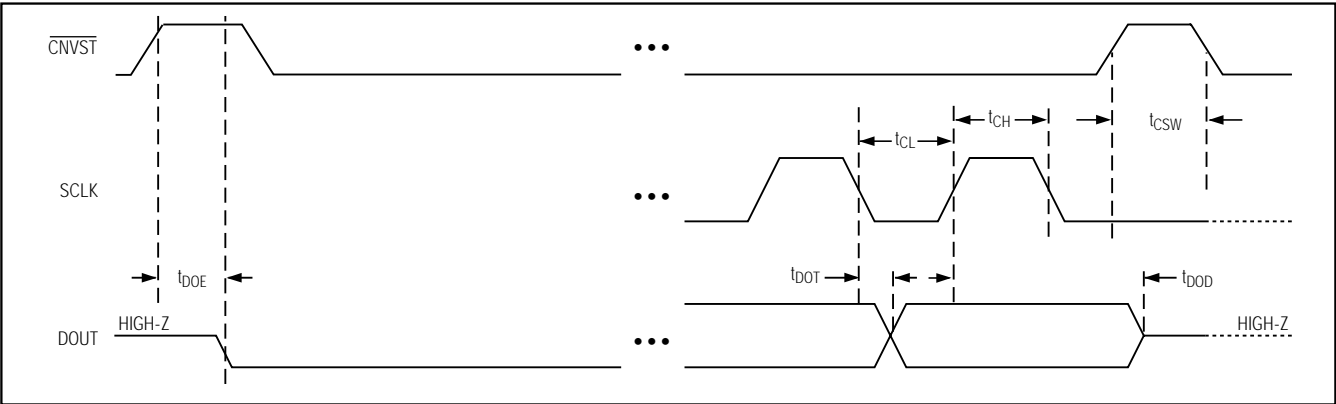 CNVST
•••
tCH
tCL
tCSW
SCLK
•••
tDOE
tDOT
tDOD
HIGH-Z
HIGH-Z
DOUT
•••